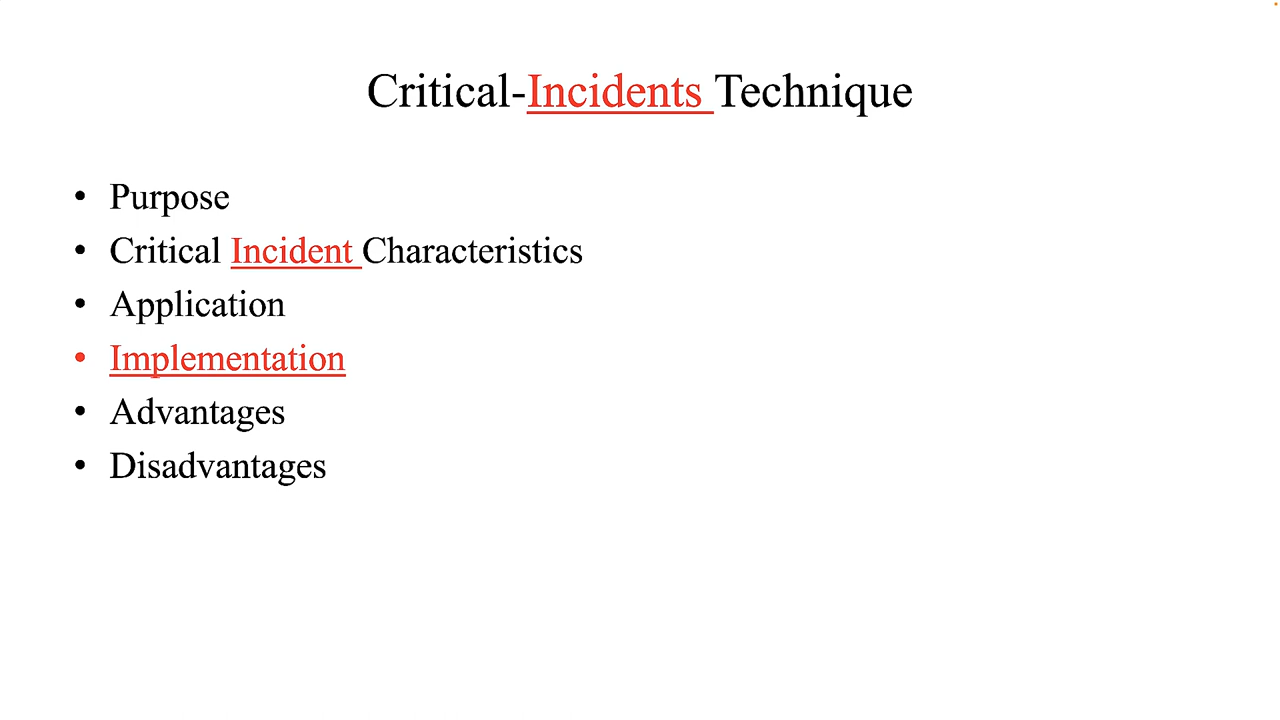 Critical-Incidents Technique
• Purpose
• Critical Incident Characteristics
• Application
• Implementation
• Advantages
• Disadvantages